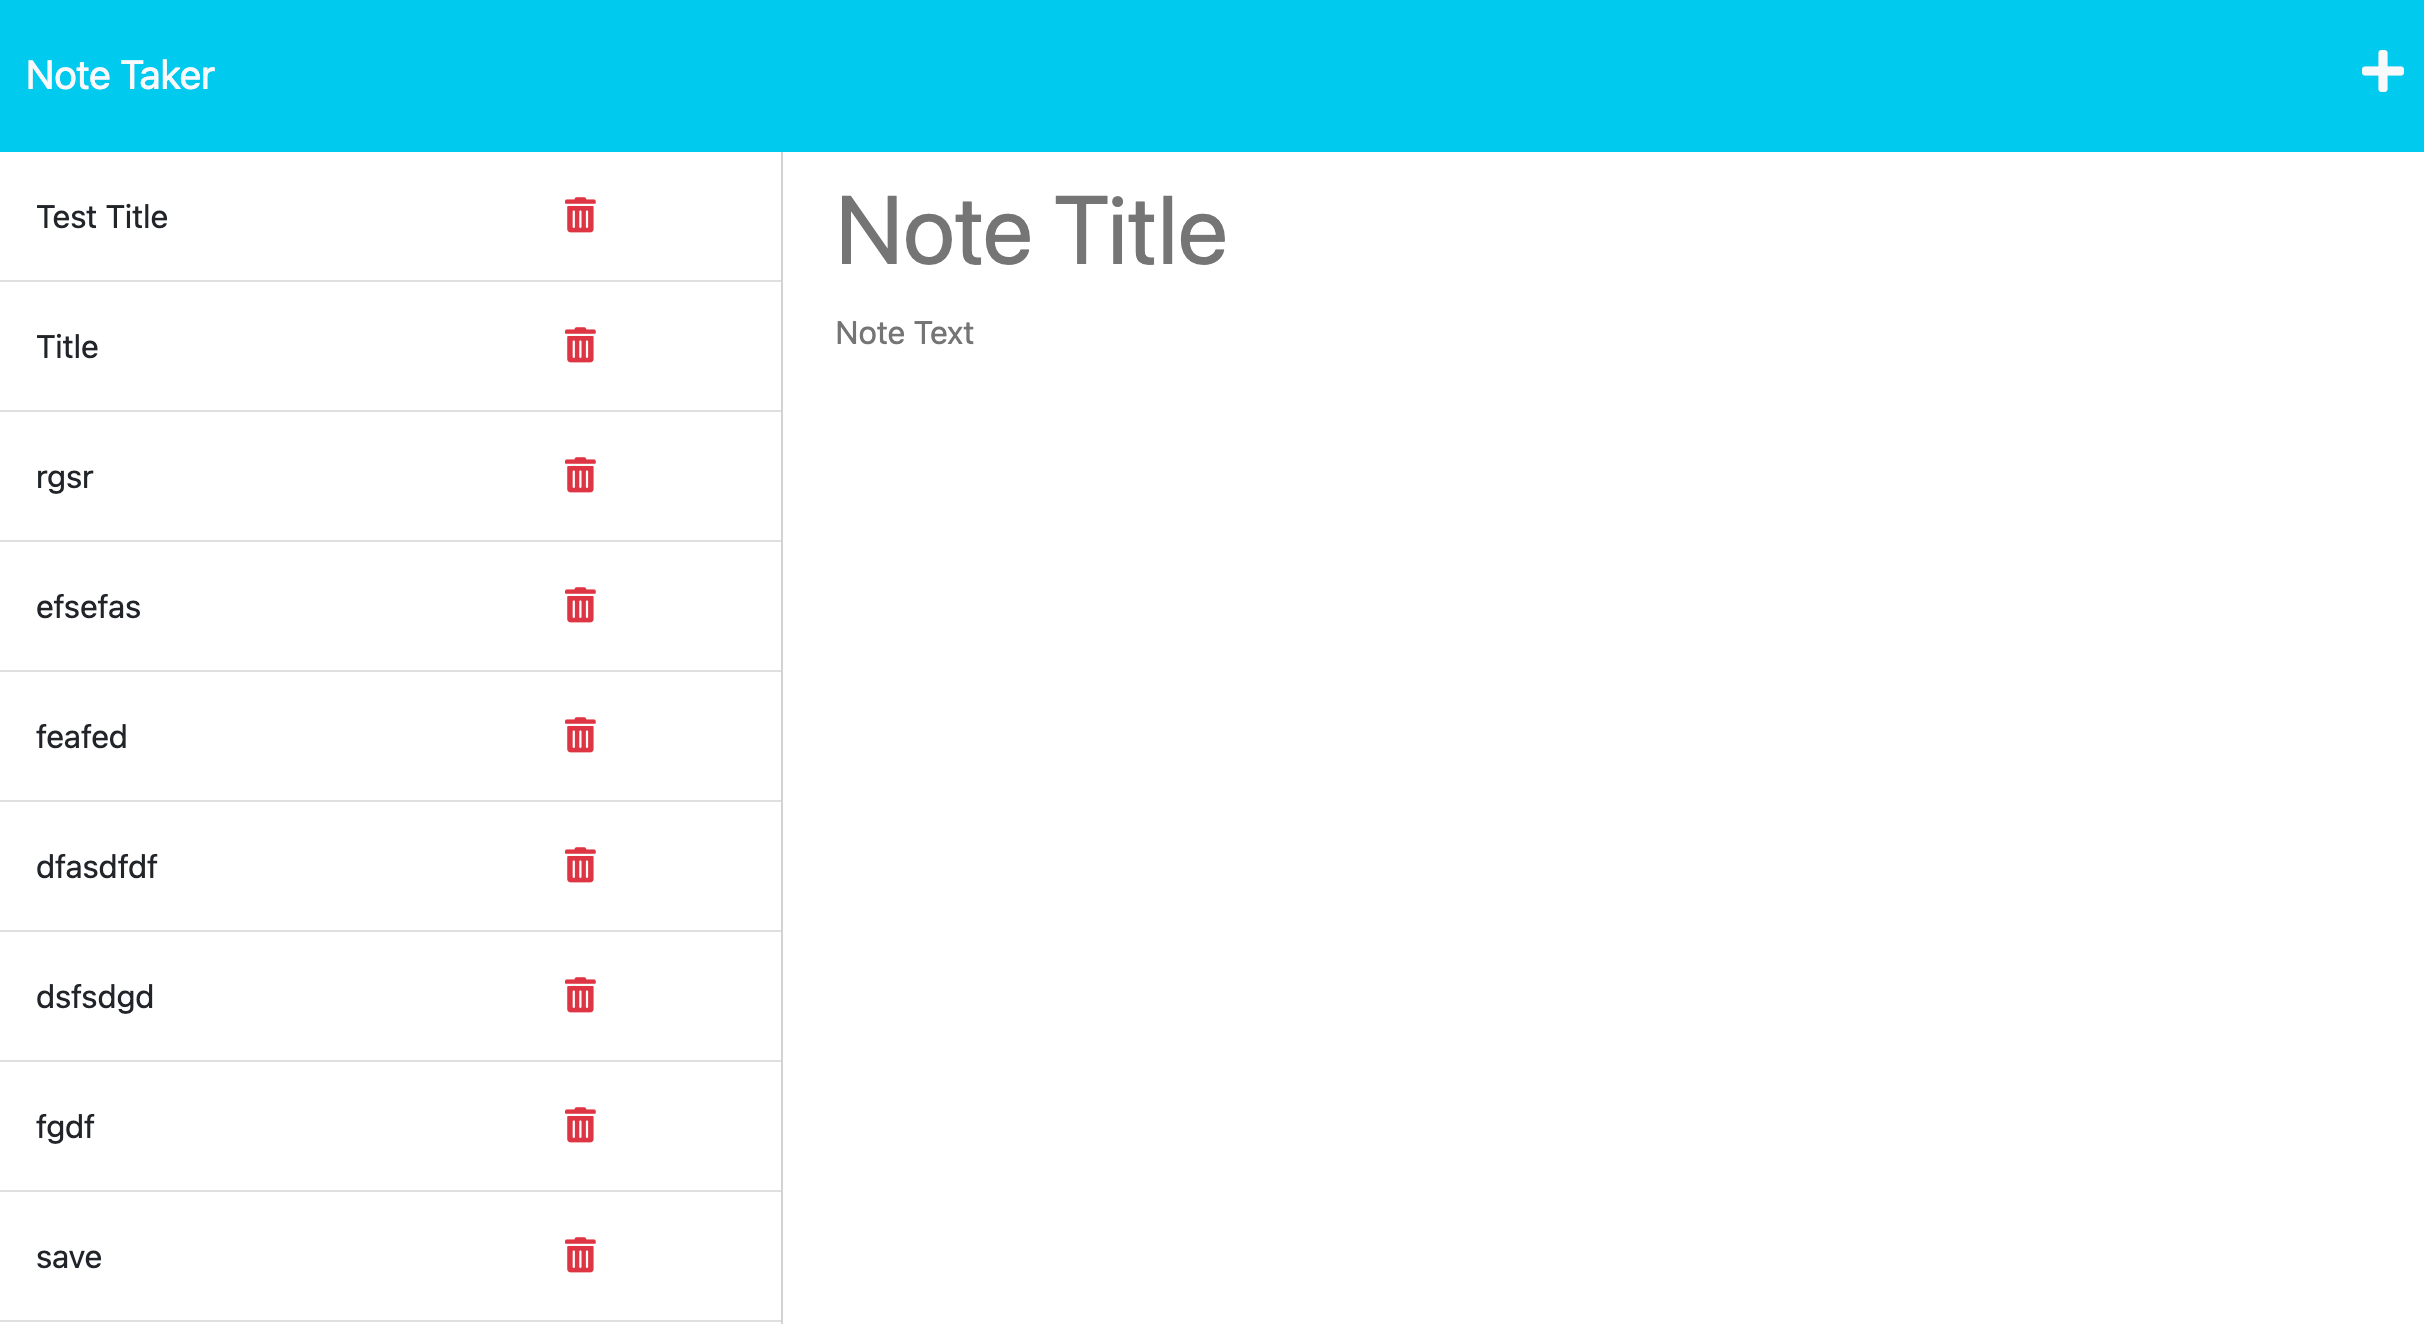 Note Taker
Test Title
Title
rgsr
efsefas
feafed
dfasdfdf
dsfsdgd
fgdf
save
Note Title
Note Text